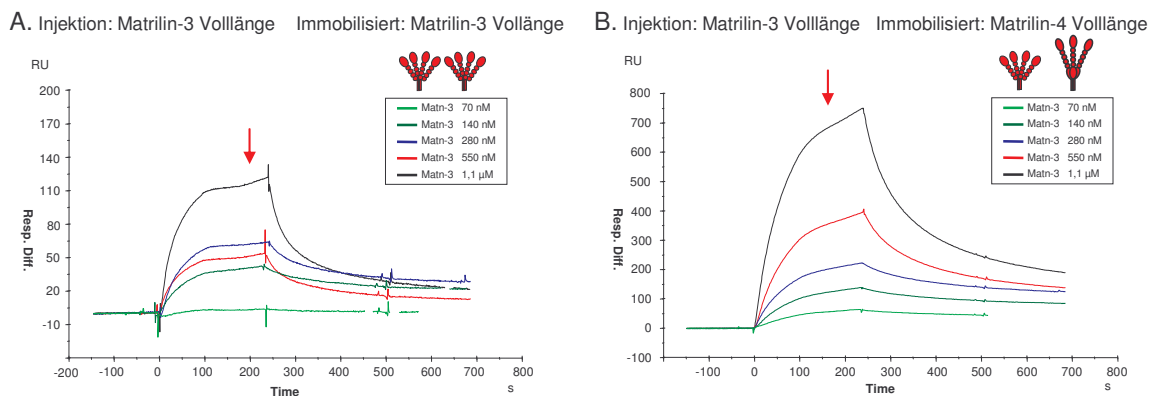 A. Injektion: Matrilin-3 Volllänge Immobilisiert: Matrilin-3 Vollänge
RU
200
170
140
110
80
50
20
-10
Resp. Diff.
Matn-3 70 nM
Matn-3 140 nM
Matn-3 280 nM
Matn-3 550 nM
Matn-3 1,1 µM
-200 -100 0 100 200 300 400 500 600 700 800
Time
s
B. Injektion: Matrilin-3 Volllänge Immobilisiert: Matrilin-4 Volllänge
RU
800
700
600
500
400
300
200
100
0
-100
Resp. Diff.
Matn-3 70 nM
Matn-3 140 nM
Matn-3 280 nM
Matn-3 550 nM
Matn-3 1,1 µM
-100 0 100 200 300 400 500 600 700 800
Time
s